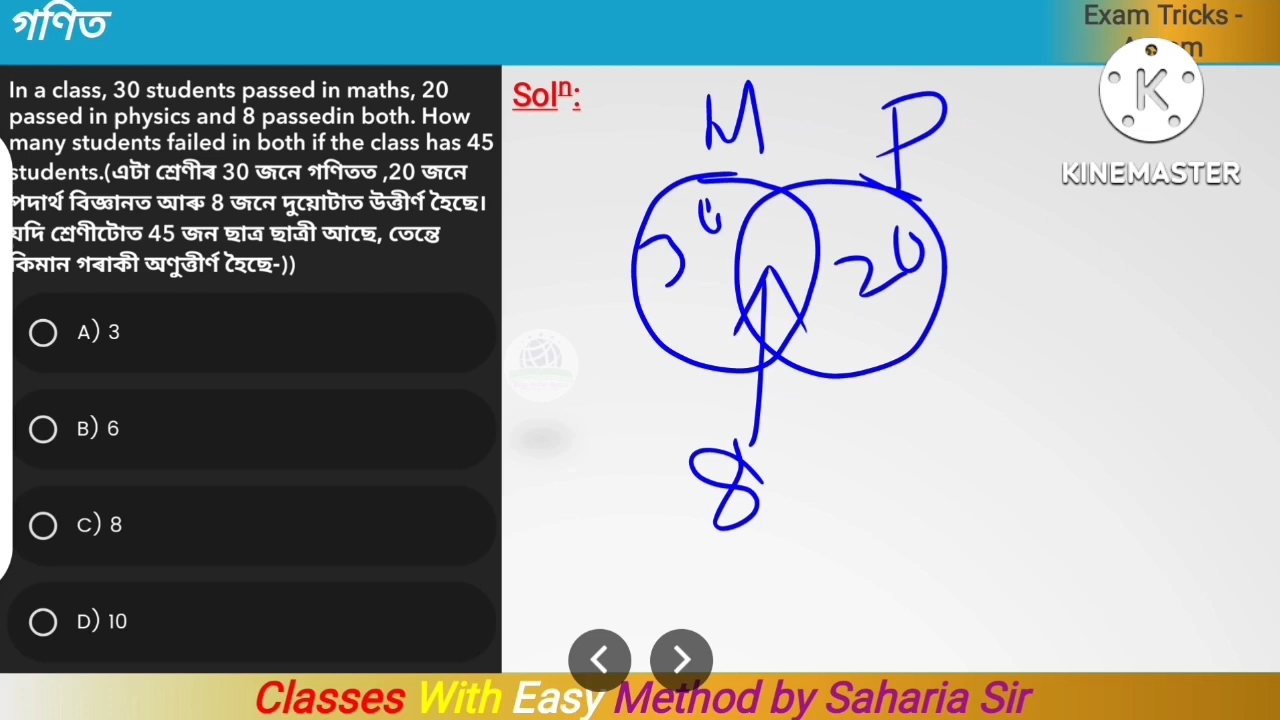 গণিত
Exam Tricks -
In a class, 30 students passed in maths, 20
passed in physics and 8 passedin both. How
many students failed in both if the class has 45
students.(এটা শ্ৰেণীৰ 30 জনে গণিতত ,20 জনে
পদাৰ্থ বিজ্ঞানত আৰু 8 জনে দুয়োটাত উত্তীৰ্ণ হৈছে।
যদি শ্ৰেণীটোত 45 জন ছাত্ৰ ছাত্ৰী আছে, তেন্তে
কিমান গৰাকী অণুত্তীৰ্ণ হৈছে-))
A) 3
B) 6
C) 8
D) 10
Solⁿ:
M
P
30
20
8
K
KINEMASTER
Classes With Easy Method by Saharia Sir